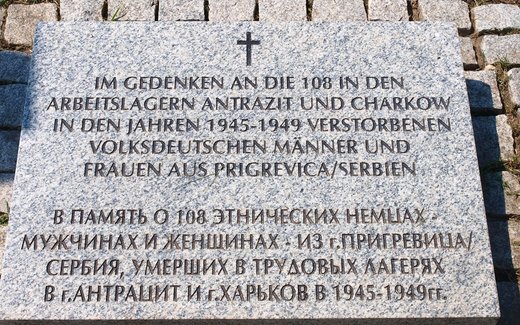 IM GEDENKEN AN DIE 108 IN DEN
ARBEITSLAGERN ANTRAZIT UND CHARKOW
IN DEN JAHREN 1945-1949 VERSTORBENEN
VOLKSDEUTSCHEN MÄNNER UND
FRAUEN AUS PRIGREVICA/SERBIEN
В ПАМЯТЬ О 108 ЭТНИЧЕСКИХ НЕМЦАХ -
МУЖЧИНАХ И ЖЕНЩИНАХ - ИЗ г.ПРИГРЕВИЦА/
СЕРБИЯ, УМЕРШИХ В ТРУДОВЫХ ЛАГЕРЯХ
В г.АНТРАЦИТ И г.ХАРЬКОВ В 1945-1949гг.